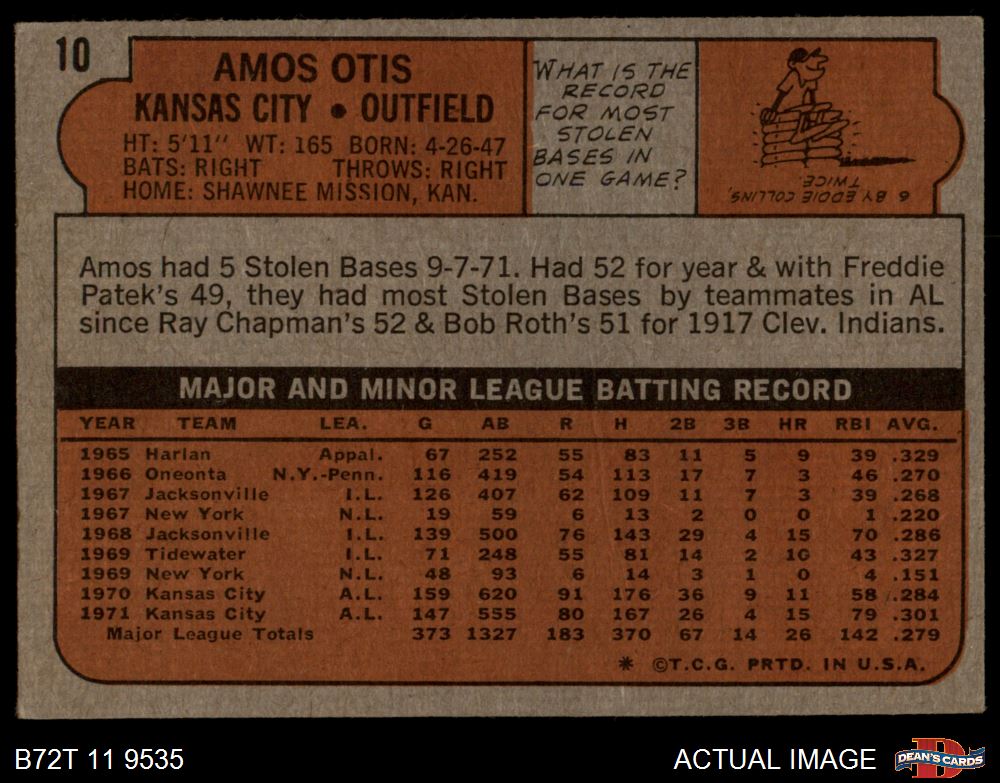 10
AMOS OTIS
KANSAS CITY • OUTFIELD
HT: 5'11" WT: 165 BORN: 4-26-47
BATS: RIGHT THROWS: RIGHT
HOME: SHAWNEE MISSION, KAN.
WHAT IS THE
RECORD
FOR MOST
STOLEN
BASES IN
ONE GAME?
6 BY EDDIE COLLINS,
TWICE.
Amos had 5 Stolen Bases 9-7-71. Had 52 for year & with Freddie
Patek's 49, they had most Stolen Bases by teammates in AL
since Ray Chapman's 52 & Bob Roth's 51 for 1917 Clev. Indians.
MAJOR AND MINOR LEAGUE BATTING RECORD
YEAR TEAM LEA. G AB R H 2B 3B HR RBI AVG.
1965 Harlan Appal. 67 252 55 83 11 5 9 39 .329
1966 Oneonta N.Y.-Penn. 116 419 54 113 17 7 3 46 .270
1967 Jacksonville I.L. 126 407 62 109 11 7 3 39 .268
1967 New York N.L. 19 59 6 13 2 0 0 1 .220
1968 Jacksonville I.L. 139 500 76 143 29 4 15 70 .286
1969 Tidewater I.L. 71 248 55 81 14 2 10 43 .327
1969 New York N.L. 48 93 6 14 3 1 0 4 .151
1970 Kansas City A.L. 159 620 91 176 36 9 11 58 .284
1971 Kansas City A.L. 147 555 80 167 26 4 15 79 .301
Major League Totals 373 1327 183 370 67 14 26 142 .279
* ©T.C.G. PRTD. IN U.S.A.
B72T 11 9535
ACTUAL IMAGE
D
DEAN'S CARDS